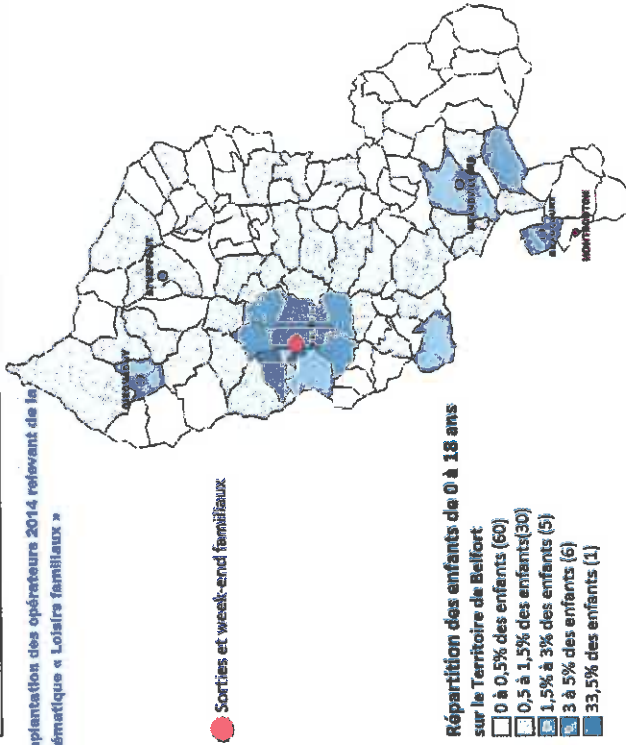 plantation des opérateurs 2014 relevant de la
ématique « Loisirs familiaux »
Sorties et week-end familiaux
Répartition des enfants de 0 à 18 ans
sur le Territoire de Belfort
0 à 0,5% des enfants (60)
0,5 à 1,5% des enfants(30)
1,5% à 3% des enfants (5)
3 à 5% des enfants (6)
33,5% des enfants (1)